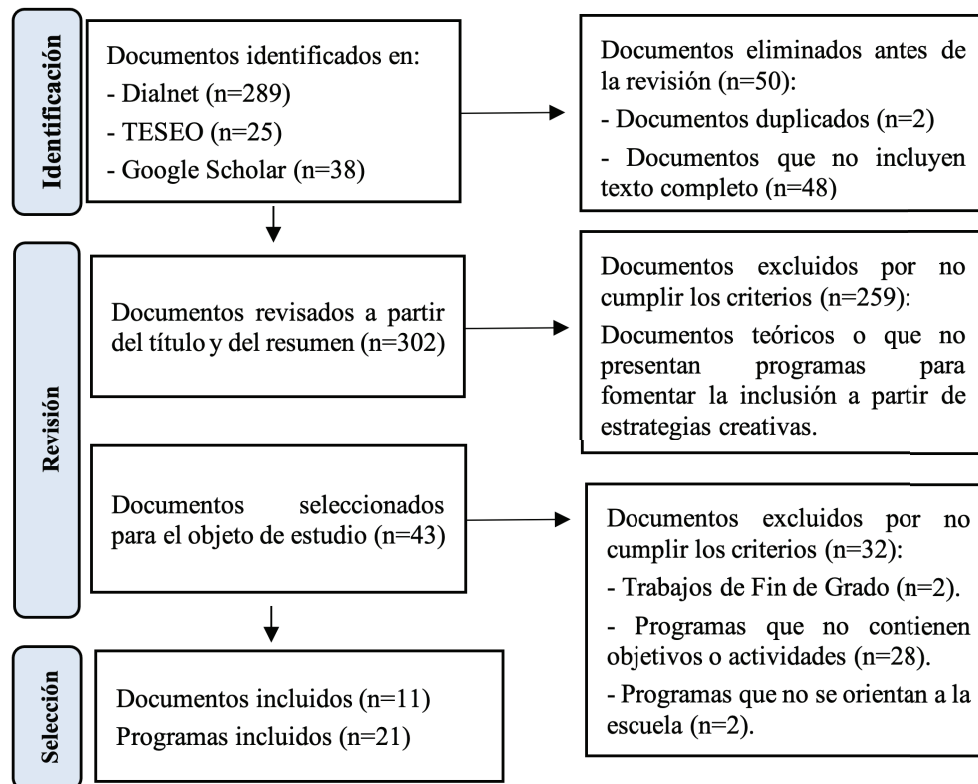 Identificación
Documentos identificados en:
- Dialnet (n=289)
- TESEO (n=25)
- Google Scholar (n=38)
Documentos eliminados antes de
la revisión (n=50):
- Documentos duplicados (n=2)
- Documentos que no incluyen
texto completo (n=48)
Revisión
Documentos revisados a partir
del título y del resumen (n=302)
Documentos excluidos por no
cumplir los criterios (n=259):
Documentos teóricos o que no
presentan programas para
fomentar la inclusión a partir de
estrategias creativas.
Documentos seleccionados
para el objeto de estudio (n=43)
Documentos excluidos por no
cumplir los criterios (n=32):
- Trabajos de Fin de Grado (n=2).
- Programas que no contienen
objetivos o actividades (n=28).
- Programas que no se orientan a la
escuela (n=2).
Selección
Documentos incluidos (n=11)
Programas incluidos (n=21)